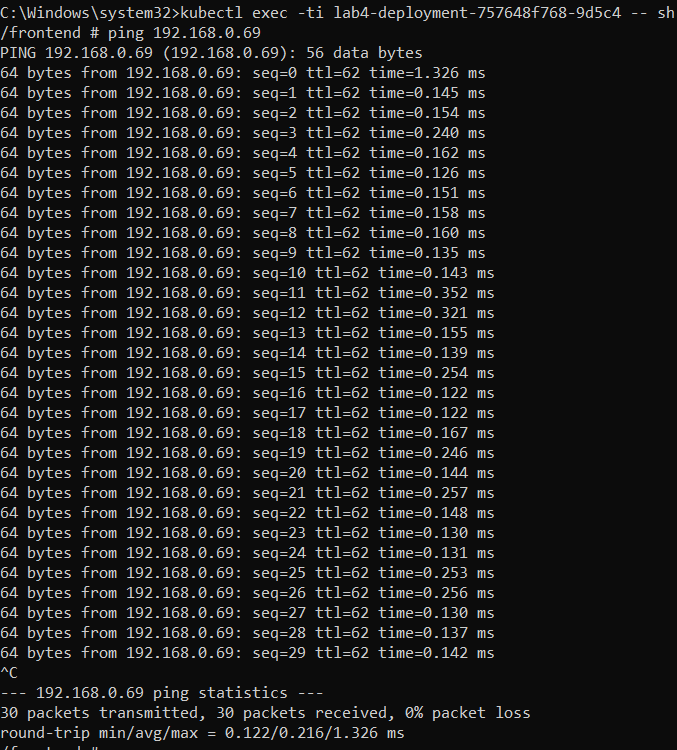 C:\Windows\system32>kubectl exec -ti lab4-deployment-757648f768-9d5c4 -- sh
/frontend # ping 192.168.0.69
PING 192.168.0.69 (192.168.0.69): 56 data bytes
64 bytes from 192.168.0.69: seq=0 ttl=62 time=1.326 ms
64 bytes from 192.168.0.69: seq=1 ttl=62 time=0.145 ms
64 bytes from 192.168.0.69: seq=2 ttl=62 time=0.154 ms
64 bytes from 192.168.0.69: seq=3 ttl=62 time=0.240 ms
64 bytes from 192.168.0.69: seq=4 ttl=62 time=0.162 ms
64 bytes from 192.168.0.69: seq=5 ttl=62 time=0.126 ms
64 bytes from 192.168.0.69: seq=6 ttl=62 time=0.151 ms
64 bytes from 192.168.0.69: seq=7 ttl=62 time=0.158 ms
64 bytes from 192.168.0.69: seq=8 ttl=62 time=0.160 ms
64 bytes from 192.168.0.69: seq=9 ttl=62 time=0.135 ms
64 bytes from 192.168.0.69: seq=10 ttl=62 time=0.143 ms
64 bytes from 192.168.0.69: seq=11 ttl=62 time=0.352 ms
64 bytes from 192.168.0.69: seq=12 ttl=62 time=0.321 ms
64 bytes from 192.168.0.69: seq=13 ttl=62 time=0.155 ms
64 bytes from 192.168.0.69: seq=14 ttl=62 time=0.139 ms
64 bytes from 192.168.0.69: seq=15 ttl=62 time=0.254 ms
64 bytes from 192.168.0.69: seq=16 ttl=62 time=0.122 ms
64 bytes from 192.168.0.69: seq=17 ttl=62 time=0.122 ms
64 bytes from 192.168.0.69: seq=18 ttl=62 time=0.167 ms
64 bytes from 192.168.0.69: seq=19 ttl=62 time=0.246 ms
64 bytes from 192.168.0.69: seq=20 ttl=62 time=0.144 ms
64 bytes from 192.168.0.69: seq=21 ttl=62 time=0.257 ms
64 bytes from 192.168.0.69: seq=22 ttl=62 time=0.148 ms
64 bytes from 192.168.0.69: seq=23 ttl=62 time=0.130 ms
64 bytes from 192.168.0.69: seq=24 ttl=62 time=0.131 ms
64 bytes from 192.168.0.69: seq=25 ttl=62 time=0.253 ms
64 bytes from 192.168.0.69: seq=26 ttl=62 time=0.256 ms
64 bytes from 192.168.0.69: seq=27 ttl=62 time=0.130 ms
64 bytes from 192.168.0.69: seq=28 ttl=62 time=0.137 ms
64 bytes from 192.168.0.69: seq=29 ttl=62 time=0.142 ms
^C
--- 192.168.0.69 ping statistics ---
30 packets transmitted, 30 packets received, 0% packet loss
round-trip min/avg/max = 0.122/0.216/1.326 ms
/frontend #